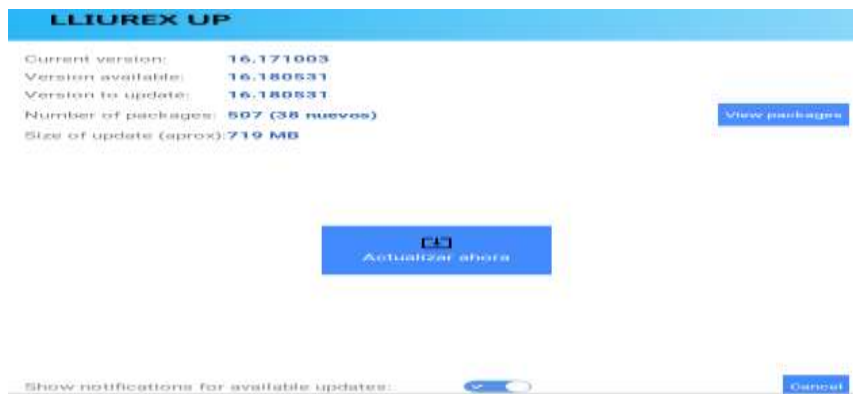 LLIUREX UP
Current version: 16.171003
Version available: 16.180531
Version to update: 16.180531
Number of packages: 507 (38 nuevos)
View packages
Size of update (aprox):719 MB
Actualizar ahora
Show notifications for available updates:
Cancel